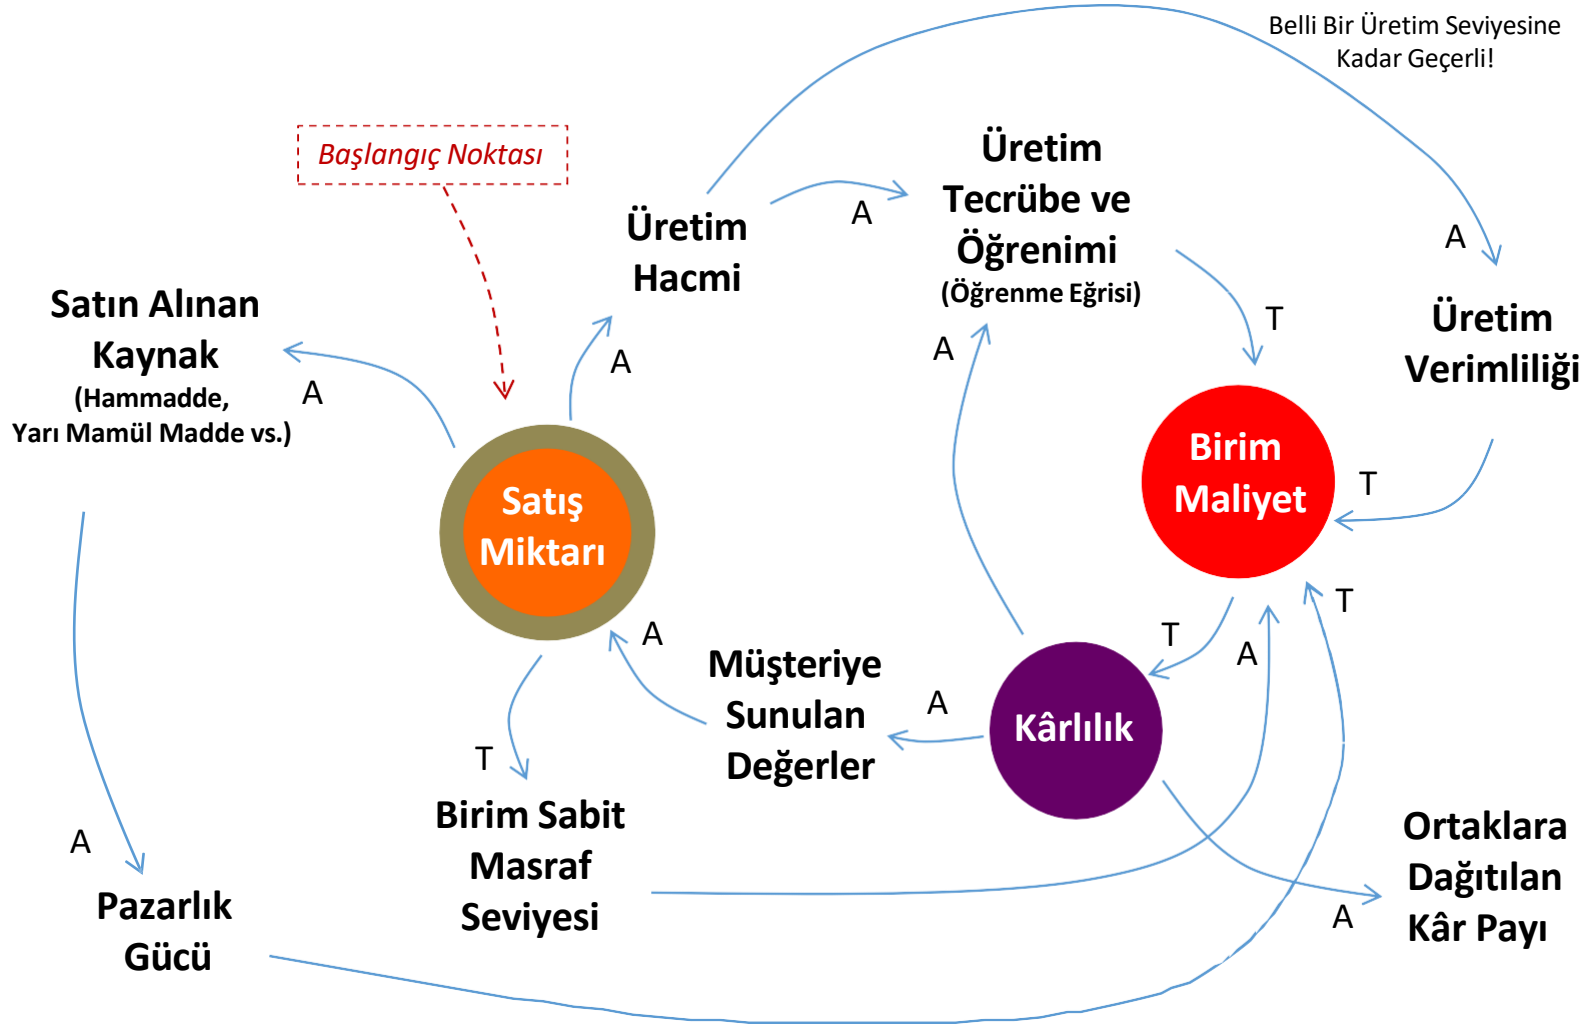 Belli Bir Üretim Seviyesine
Kadar Geçerli!
Başlangıç Noktası
Üretim
Tecrübe ve
Öğrenimi
(Öğrenme Eğrisi)
Üretim
Hacmi
A
A
Satın Alınan
Kaynak
(Hammadde,
Yarı Mamül Madde vs.)
A
A
A
T
Üretim
Verimliliği
Birim
Maliyet
T
Satış
Miktarı
T
A
T
A
Müşteriye
Sunulan
Değerler
A
Kârlılık
T
Birim Sabit
Masraf
Seviyesi
A
Pazarlık
Gücü
Ortaklara
Dağıtılan
Kâr Payı
A